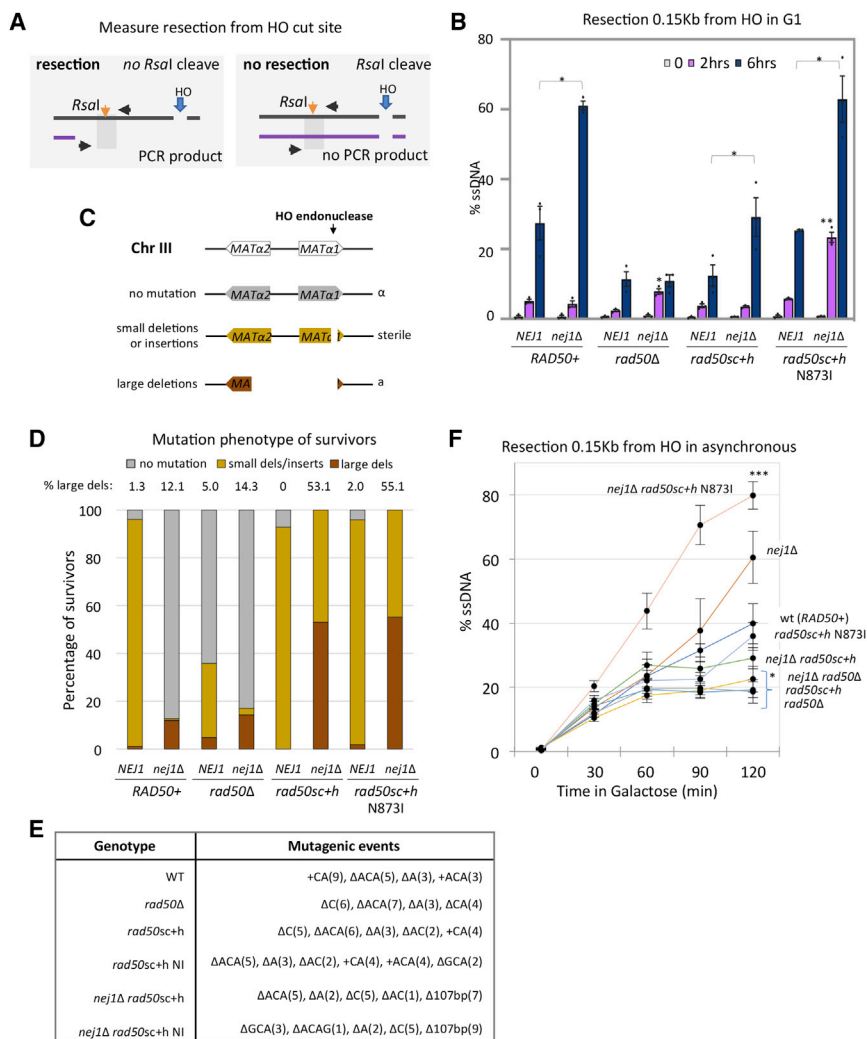 A
Measure resection from HO cut site
resection no RsaI cleave
HO
RsaI
PCR product
no resection RsaI cleave
HO
RsaI
no PCR product
B
Resection 0.15Kb from HO in G1
0 2hrs 6hrs
% ssDNA
80
60
40
20
0
* * * * * **
NEJ1 nej1Δ NEJ1 nej1Δ NEJ1 nej1Δ NEJ1 nej1Δ
RAD50+ rad50Δ rad50sc+h rad50sc+h
N873I
C
HO endonuclease
Chr III MATα2 MATα1
no mutation MATα2 MATα1 α
small deletions
or insertions
MATα2 sterile
large deletions MA a
D
Mutation phenotype of survivors
no mutation small dels/inserts large dels
% large dels: 1.3 12.1 5.0 14.3 0 53.1 2.0 55.1
Percentage of survivors
100
80
60
40
20
0
NEJ1 nej1Δ NEJ1 nej1Δ NEJ1 nej1Δ NEJ1 nej1Δ
RAD50+ rad50Δ rad50sc+h rad50sc+h
N873I
F
Resection 0.15Kb from HO in asynchronous
% ssDNA
80
60
40
20
0
nej1Δ rad50sc+h N873I
***
nej1Δ
wt (RAD50+)
rad50sc+h N873I
nej1Δ rad50sc+h
* nej1Δ rad50Δ
rad50sc+h
rad50Δ
0 30 60 90 120
Time in Galactose (min)
E
Genotype Mutagenic events
WT +CA(9), ΔACA(5), ΔA(3), +ACA(3)
rad50Δ ΔC(6), ΔACA(7), ΔA(3), ΔCA(4)
rad50sc+h ΔC(5), ΔACA(6), ΔA(3), ΔAC(2), +CA(4)
rad50sc+h NI ΔACA(5), ΔA(3), ΔAC(2), +CA(4), +ACA(4), ΔGCA(2)
nej1Δ rad50sc+h ΔACA(5), ΔA(2), ΔC(5), ΔAC(1), Δ107bp(7)
nej1Δ rad50sc+h NI ΔGCA(3), ΔACAG(1), ΔA(2), ΔC(5), Δ107bp(9)